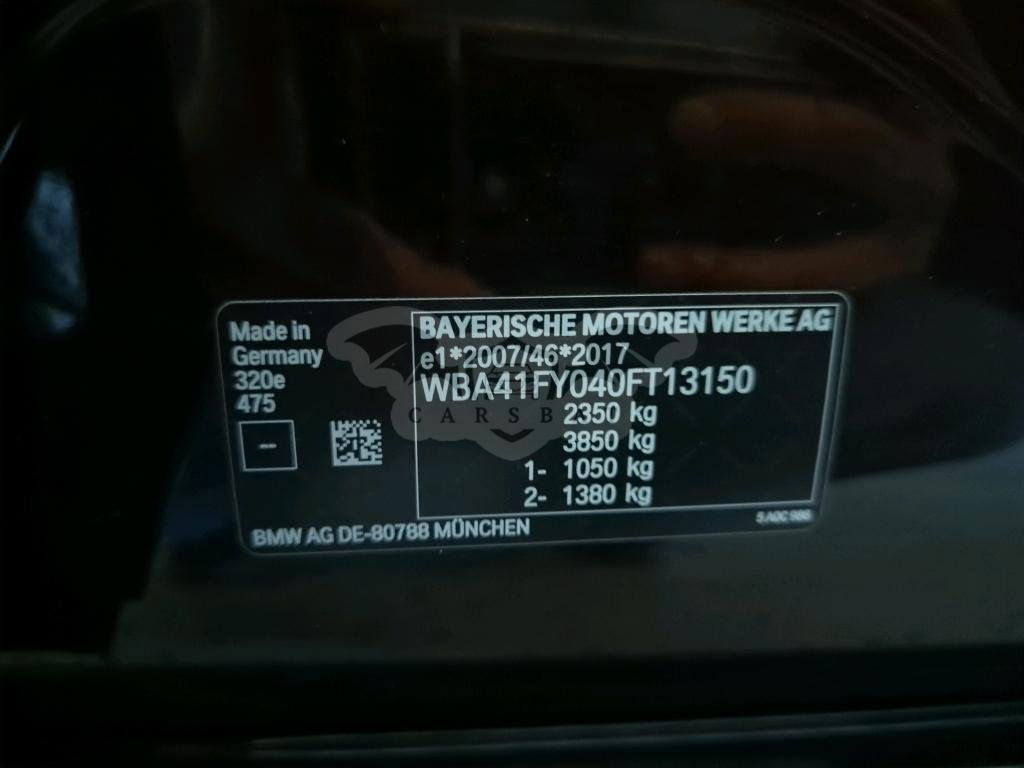 Made in
Germany
320e
475
--
BAYERISCHE MOTOREN WERKE AG
e1*2007/46*2017
WBA41FY040FT13150
2350 kg
3850 kg
1- 1050 kg
2- 1380 kg
BMW AG DE-80788 MÜNCHEN